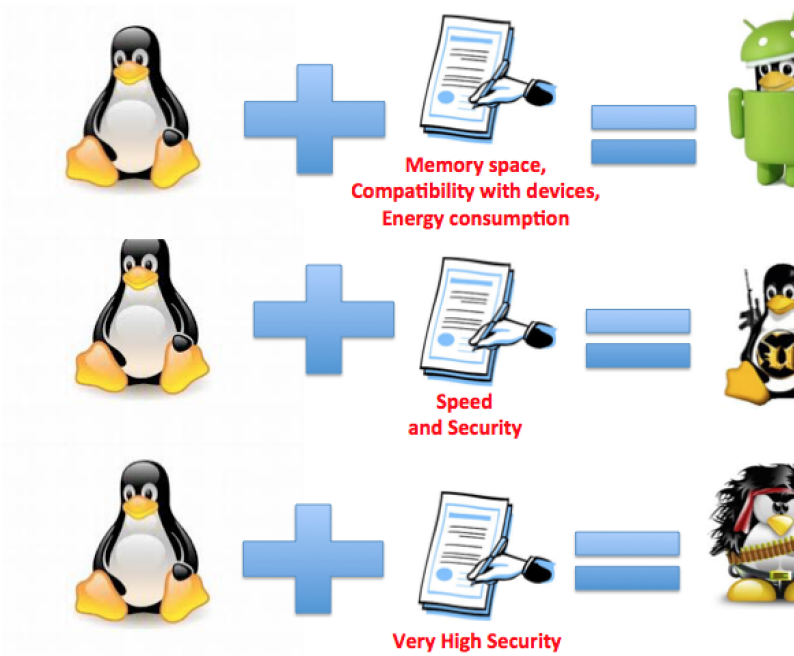 Memory space,
Compatibility with devices,
Energy consumption
Speed
and Security
Very High Security